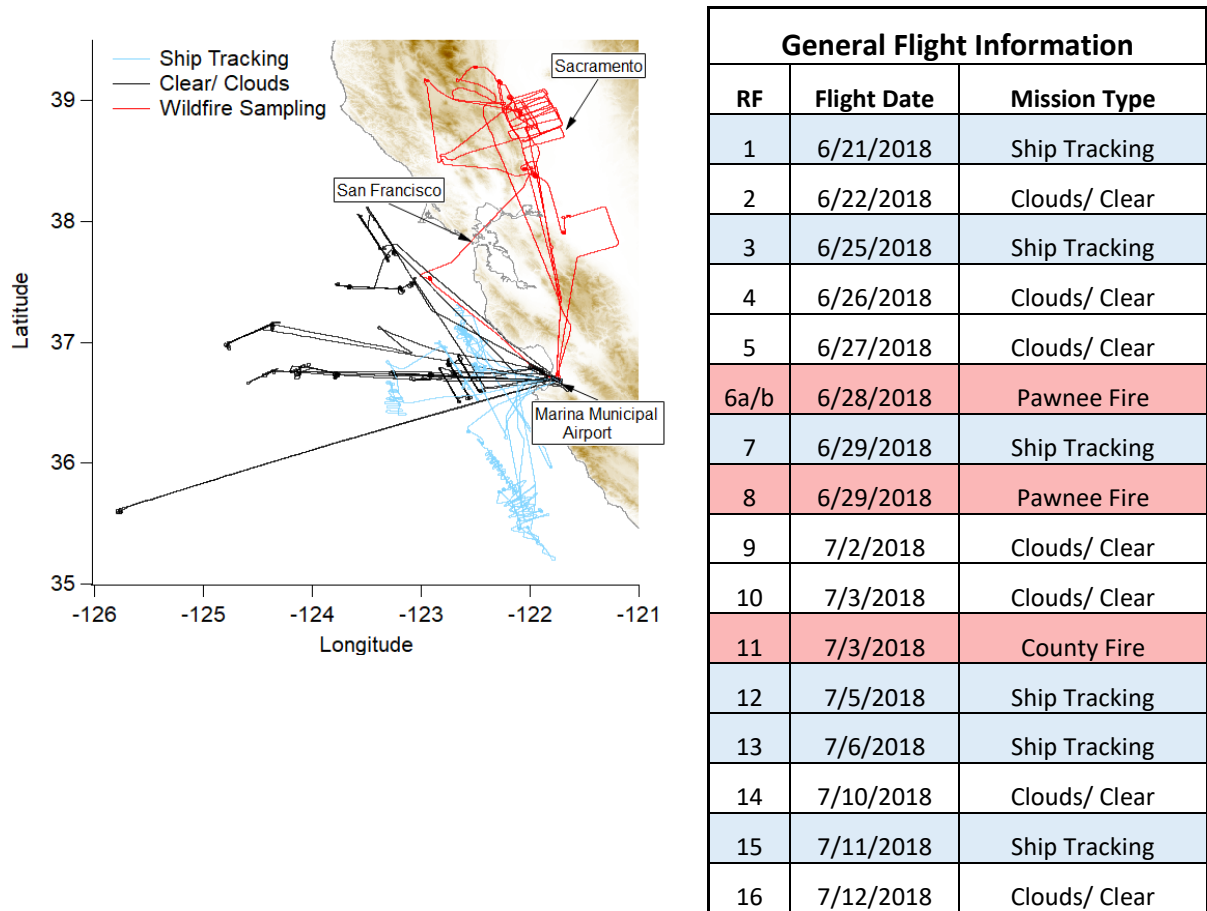 Ship Tracking
Clear/ Clouds
Wildfire Sampling
Sacramento
San Francisco
Marina Municipal
Airport
39
38
37
36
35
Latitude
-126
-125
-124
-123
-122
-121
Longitude
General Flight Information
RF Flight Date Mission Type
1 6/21/2018 Ship Tracking
2 6/22/2018 Clouds/ Clear
3 6/25/2018 Ship Tracking
4 6/26/2018 Clouds/ Clear
5 6/27/2018 Clouds/ Clear
6a/b 6/28/2018 Pawnee Fire
7 6/29/2018 Ship Tracking
8 6/29/2018 Pawnee Fire
9 7/2/2018 Clouds/ Clear
10 7/3/2018 Clouds/ Clear
11 7/3/2018 County Fire
12 7/5/2018 Ship Tracking
13 7/6/2018 Ship Tracking
14 7/10/2018 Clouds/ Clear
15 7/11/2018 Ship Tracking
16 7/12/2018 Clouds/ Clear